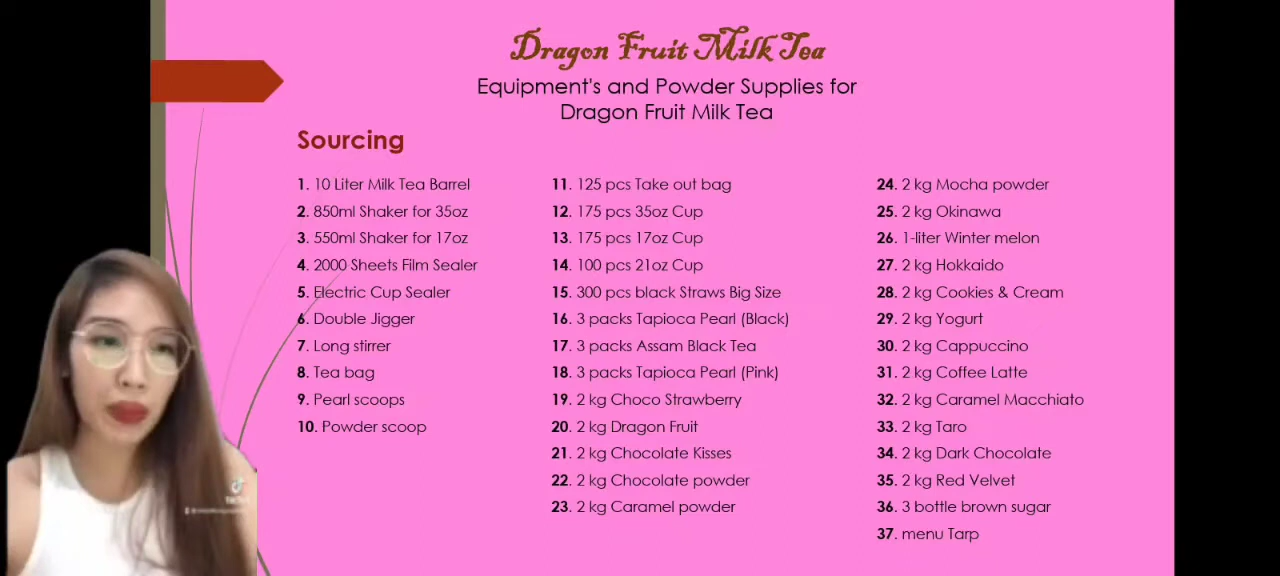 Dragon Fruit Milk Tea
Equipment's and Powder Supplies for
Dragon Fruit Milk Tea
Sourcing
1. 10 Liter Milk Tea Barrel
2. 850ml Shaker for 35oz
3. 550ml Shaker for 17oz
4. 2000 Sheets Film Sealer
5. Electric Cup Sealer
6. Double Jigger
7. Long stirrer
8. Tea bag
9. Pearl scoops
10. Powder scoop
11. 125 pcs Take out bag
12. 175 pcs 35oz Cup
13. 175 pcs 17oz Cup
14. 100 pcs 21oz Cup
15. 300 pcs black Straws Big Size
16. 3 packs Tapioca Pearl (Black)
17. 3 packs Assam Black Tea
18. 3 packs Tapioca Pearl (Pink)
19. 2 kg Choco Strawberry
20. 2 kg Dragon Fruit
21. 2 kg Chocolate Kisses
22. 2 kg Chocolate powder
23. 2 kg Caramel powder
24. 2 kg Mocha powder
25. 2 kg Okinawa
26. 1-liter Winter melon
27. 2 kg Hokkaido
28. 2 kg Cookies & Cream
29. 2 kg Yogurt
30. 2 kg Cappuccino
31. 2 kg Coffee Latte
32. 2 kg Caramel Macchiato
33. 2 kg Taro
34. 2 kg Dark Chocolate
35. 2 kg Red Velvet
36. 3 bottle brown sugar
37. menu Tarp